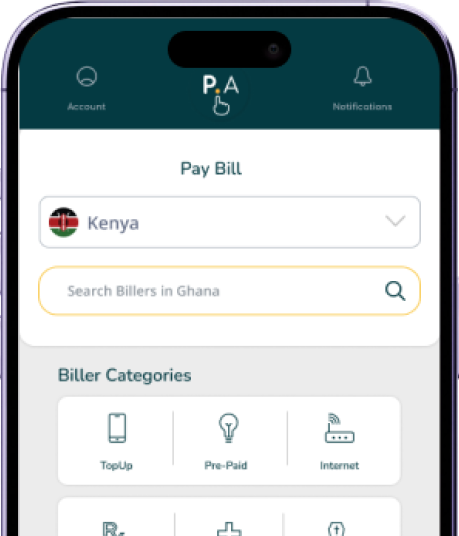 Account
P.A
Notifications
Pay Bill
Kenya
Search Billers in Ghana
Biller Categories
TopUp
Pre-Paid
Internet